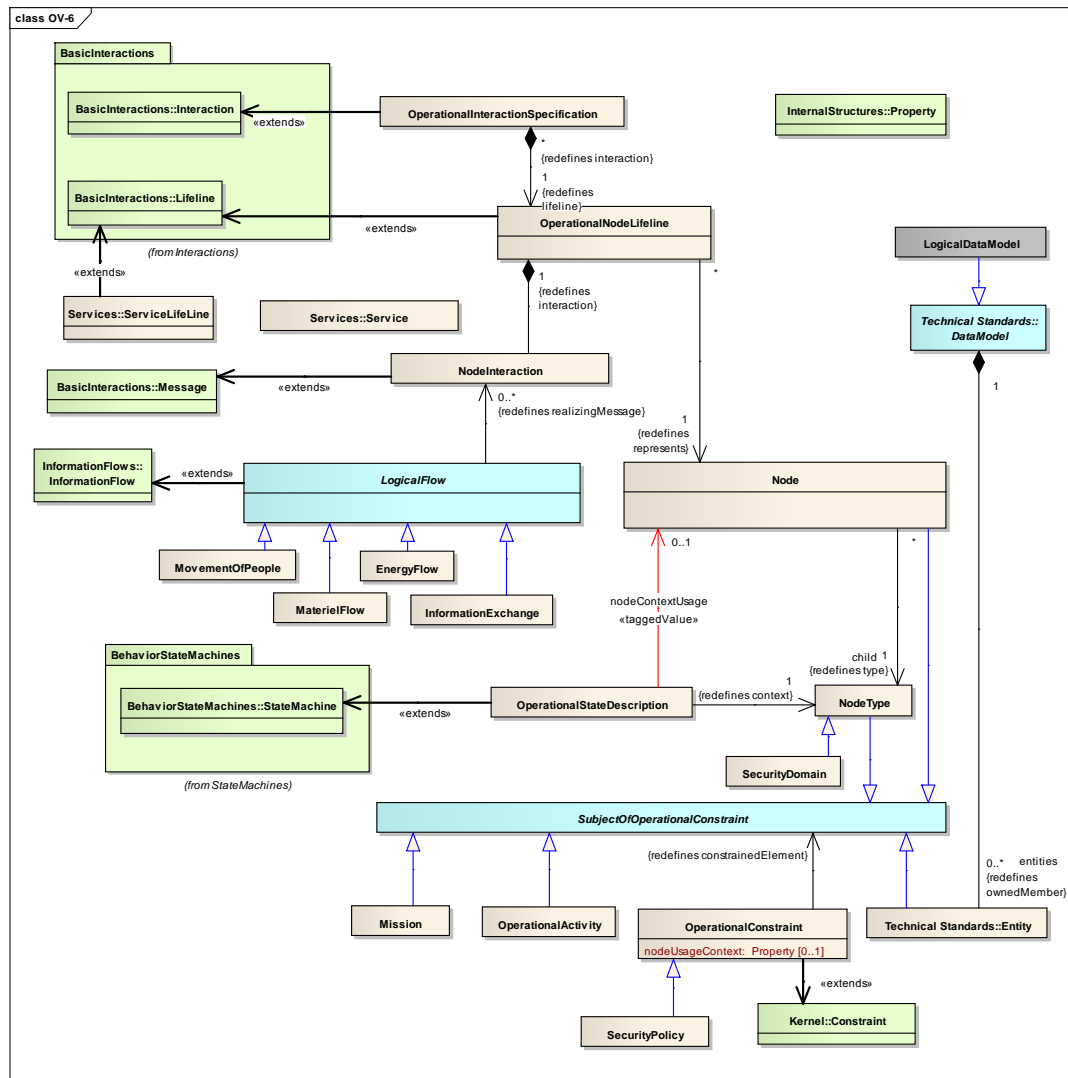 class OV-6
BasicInteractions
BasicInteractions::Interaction
«extends»
OperationalInteractionSpecification
InternalStructures::Property
*
{redefines interaction}
1
{redefines
lifeline}
BasicInteractions::Lifeline
«extends»
OperationalNodeLifeline
(from Interactions)
LogicalDataModel
«extends»
1
{redefines
interaction}
*
Services::ServiceLifeLine
Services::Service
Technical Standards::
DataModel
1
NodeInteraction
BasicInteractions::Message
«extends»
0..*
{redefines realizingMessage}
1
{redefines
represents}
InformationFlows::
InformationFlow
«extends»
LogicalFlow
Node
0..1
*
MovementOfPeople
EnergyFlow
MaterielFlow
InformationExchange
nodeContextUsage
«taggedValue»
BehaviorStateMachines
child
1
{redefines type}
BehaviorStateMachines::StateMachine
«extends»
OperationalStateDescription
1
{redefines context}
NodeType
(from StateMachines)
SecurityDomain
SubjectOfOperationalConstraint
{redefines constrainedElement}
0..*
entities
{redefines
ownedMember}
Mission
OperationalActivity
OperationalConstraint
nodeUsageContext: Property [0..1]
Technical Standards::Entity
«extends»
SecurityPolicy
Kernel::Constraint